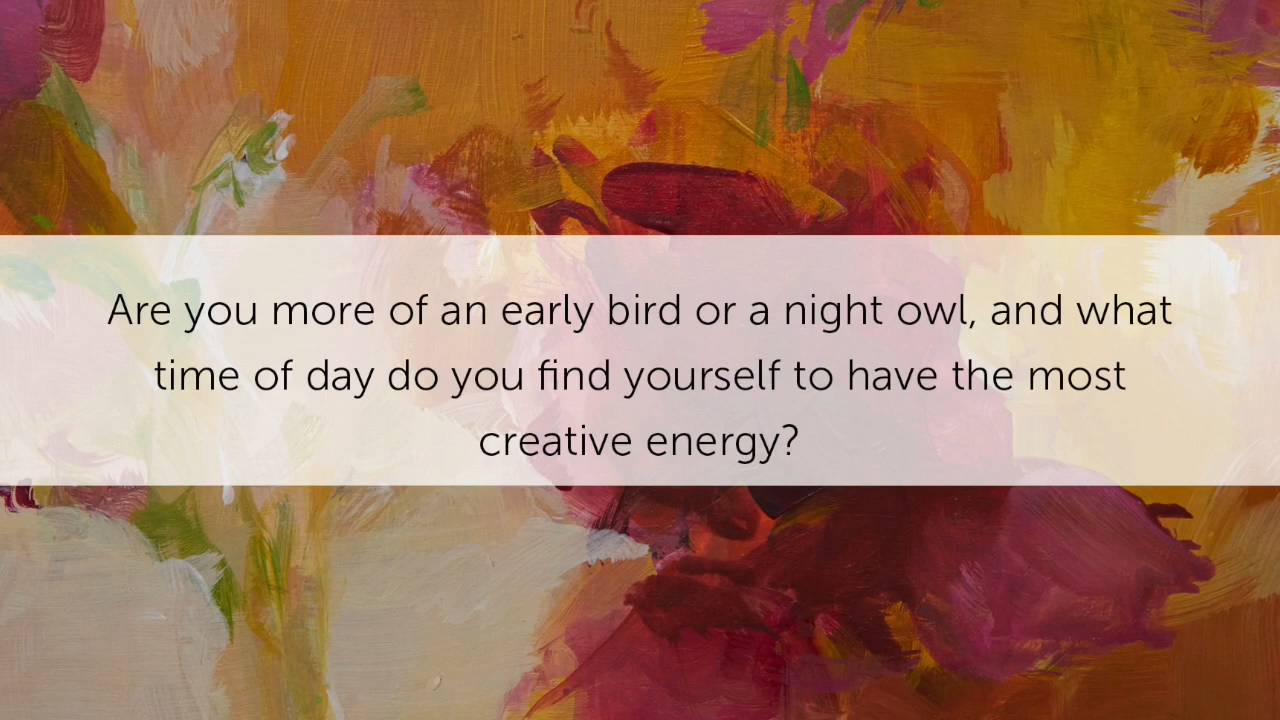 Are you more of an early bird or a night owl, and what
time of day do you find yourself to have the most
creative energy?